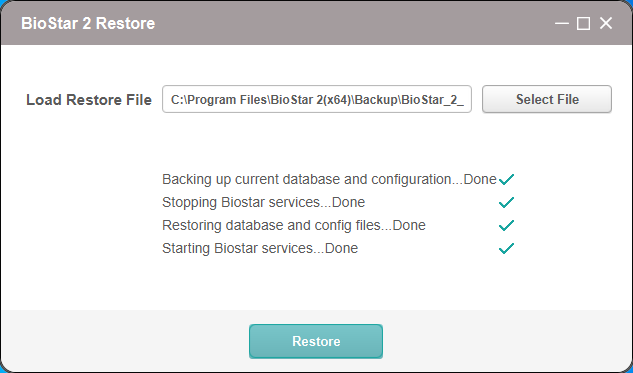 BioStar 2 Restore
Load Restore File C:\Program Files\BioStar 2(x64)\Backup\BioStar_2_ Select File
Backing up current database and configuration...Done
Stopping Biostar services...Done
Restoring database and config files...Done
Starting Biostar services...Done
Restore